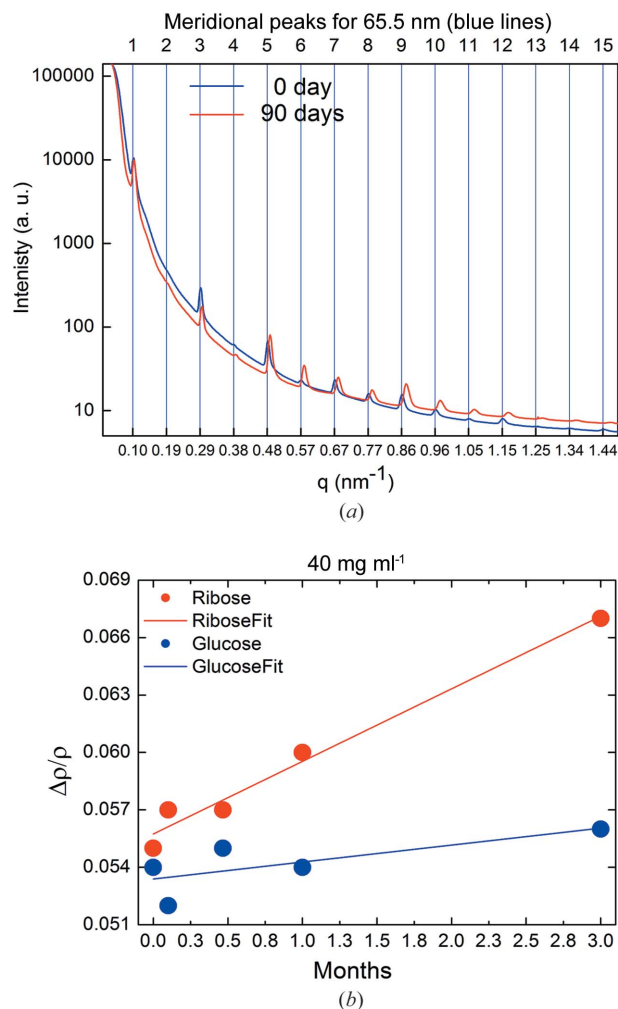 Meridional peaks for 65.5 nm (blue lines)
1 2 3 4 5 6 7 8 9 10 11 12 13 14 15
0 day
90 days
100000
10000
1000
100
10
Intenisty (a. u.)
0.10 0.19 0.29 0.38 0.48 0.57 0.67 0.77 0.86 0.96 1.05 1.15 1.25 1.34 1.44
q (nm⁻¹)
(a)
40 mg ml⁻¹
Ribose
RiboseFit
Glucose
GlucoseFit
0.069
0.066
0.063
0.060
0.057
0.054
0.051
Δρ/ρ
0.0 0.3 0.5 0.8 1.0 1.3 1.5 1.8 2.0 2.3 2.5 2.8 3.0
Months
(b)